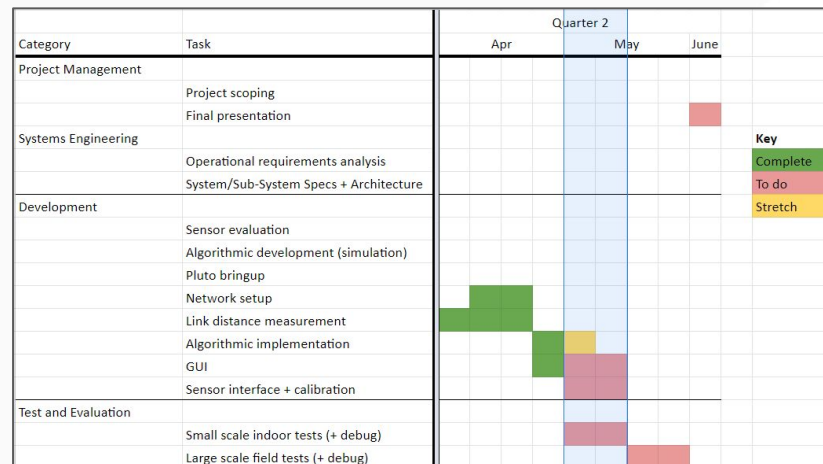 Quarter 2
Category Task Apr May June
Project Management
Project scoping
Final presentation
Systems Engineering Key
Operational requirements analysis Complete
System/Sub-System Specs + Architecture To do
Development Stretch
Sensor evaluation
Algorithmic development (simulation)
Pluto bringup
Network setup
Link distance measurement
Algorithmic implementation
GUI
Sensor interface + calibration
Test and Evaluation
Small scale indoor tests (+ debug)
Large scale field tests (+ debug)